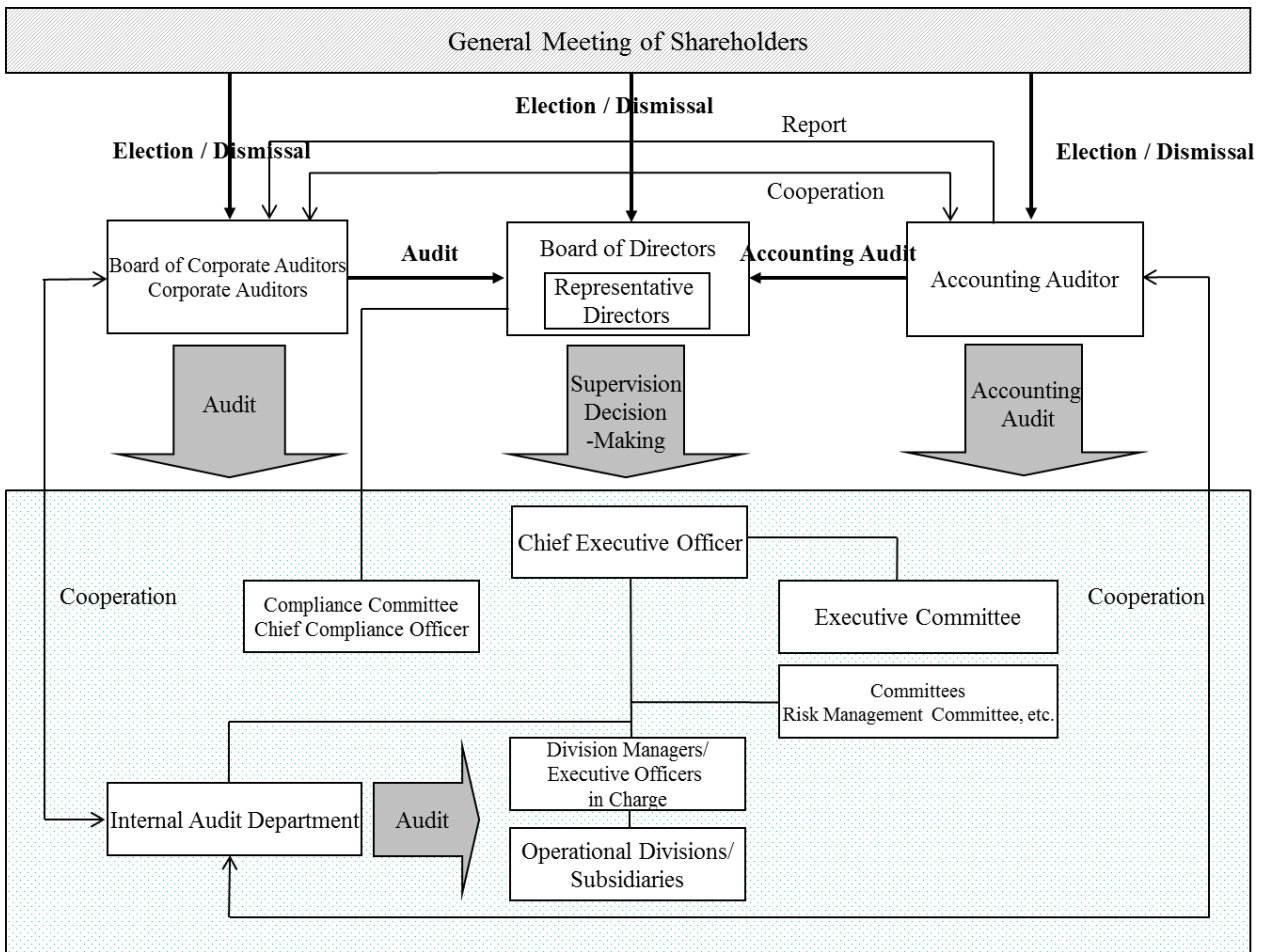 General Meeting of Shareholders
Election / Dismissal
Report
Election / Dismissal
Election / Dismissal
Cooperation
Board of Corporate Auditors
Corporate Auditors
Audit
Board of Directors
Representative
Directors
Accounting Audit
Accounting Auditor
Audit
Supervision
Decision
-Making
Accounting
Audit
Chief Executive Officer
Cooperation
Compliance Committee
Chief Compliance Officer
Executive Committee
Cooperation
Committees
Risk Management Committee, etc.
Division Managers/
Executive Officers
in Charge
Internal Audit Department
Audit
Operational Divisions/
Subsidiaries